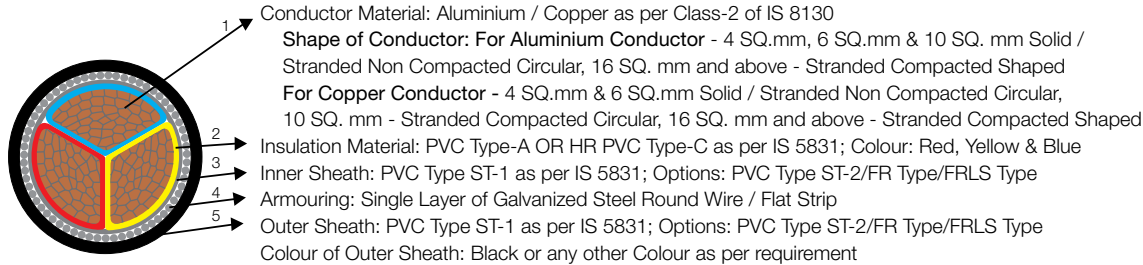 1 Conductor Material: Aluminium / Copper as per Class-2 of IS 8130
Shape of Conductor: For Aluminium Conductor - 4 SQ.mm, 6 SQ.mm & 10 SQ. mm Solid /
Stranded Non Compacted Circular, 16 SQ. mm and above - Stranded Compacted Shaped
For Copper Conductor - 4 SQ.mm & 6 SQ.mm Solid / Stranded Non Compacted Circular,
10 SQ. mm - Stranded Compacted Circular, 16 SQ. mm and above - Stranded Compacted Shaped
2 Insulation Material: PVC Type-A OR HR PVC Type-C as per IS 5831; Colour: Red, Yellow & Blue
3 Inner Sheath: PVC Type ST-1 as per IS 5831; Options: PVC Type ST-2/FR Type/FRLS Type
4 Armouring: Single Layer of Galvanized Steel Round Wire / Flat Strip
5 Outer Sheath: PVC Type ST-1 as per IS 5831; Options: PVC Type ST-2/FR Type/FRLS Type
Colour of Outer Sheath: Black or any other Colour as per requirement